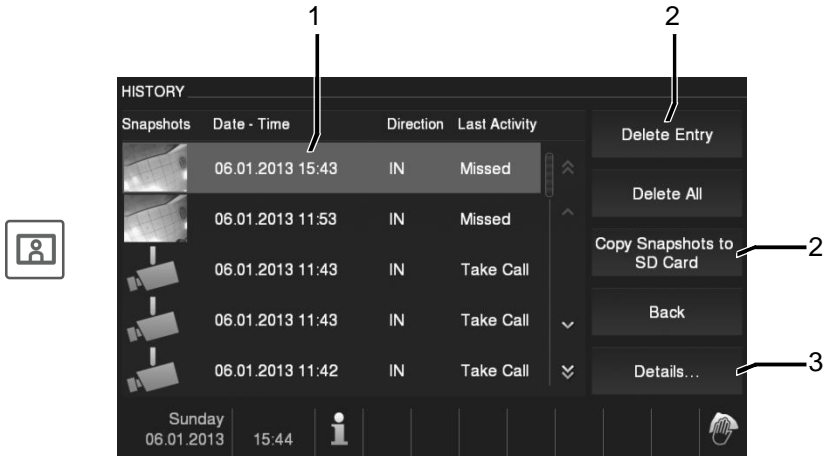 1
2
HISTORY
Snapshots Date - Time Direction Last Activity
Delete Entry
06.01.2013 15:43 IN Missed
Delete All
06.01.2013 11:53 IN Missed
Copy Snapshots to
SD Card
2
06.01.2013 11:43 IN Take Call
06.01.2013 11:43 IN Take Call
Back
06.01.2013 11:42 IN Take Call
Details...
3
Sunday
06.01.2013 15:44